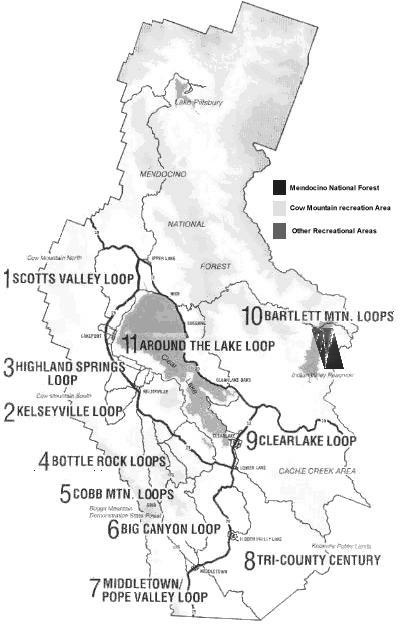 Lake Pillsbury
MENDOCINO
Mendocino National Forest
Cow Mountain recreation Area
NATIONAL
Other Recreational Areas
Cow Mountain North
UPPER LAKE
FOREST
1 SCOTTS VALLEY LOOP
NICE
10 BARTLETT MTN. LOOPS
LUCERNE
LAKEPORT
11 AROUND THE LAKE LOOP
Clear
Lake
3 HIGHLAND SPRINGS
LOOP
Indian Valley Reservoir
CLEARLAKE OAKS
Cow Mountain South
KELSEYVILLE
2 KELSEYVILLE LOOP
CLEARLAKE
9 CLEARLAKE LOOP
4 BOTTLE ROCK LOOPS
LOWER LAKE
CACHE CREEK AREA
5 COBB MTN. LOOPS
COBB
Boggs Mountain
Demonstration State Forest
6 BIG CANYON LOOP
HIDDEN VALLEY LAKE
Knoxville Public Lands
8 TRI-COUNTY CENTURY
MIDDLETOWN
7 MIDDLETOWN/
POPE VALLEY LOOP